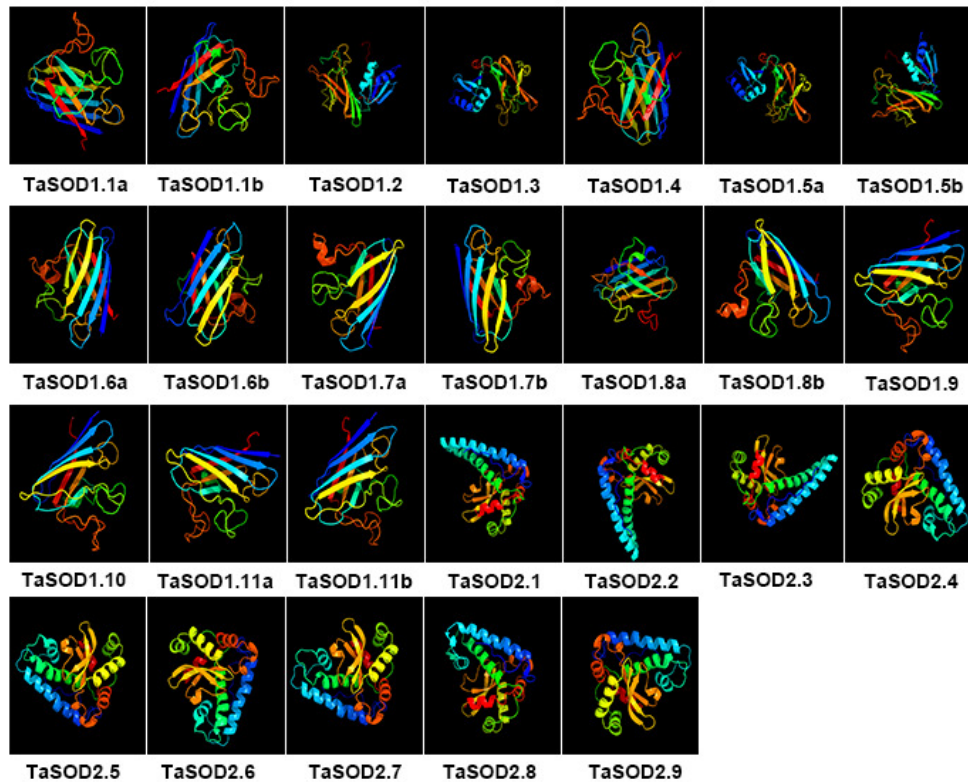 TaSOD1.1a TaSOD1.1b TaSOD1.2 TaSOD1.3 TaSOD1.4 TaSOD1.5a TaSOD1.5b
TaSOD1.6a TaSOD1.6b TaSOD1.7a TaSOD1.7b TaSOD1.8a TaSOD1.8b TaSOD1.9
TaSOD1.10 TaSOD1.11a TaSOD1.11b TaSOD2.1 TaSOD2.2 TaSOD2.3 TaSOD2.4
TaSOD2.5 TaSOD2.6 TaSOD2.7 TaSOD2.8 TaSOD2.9